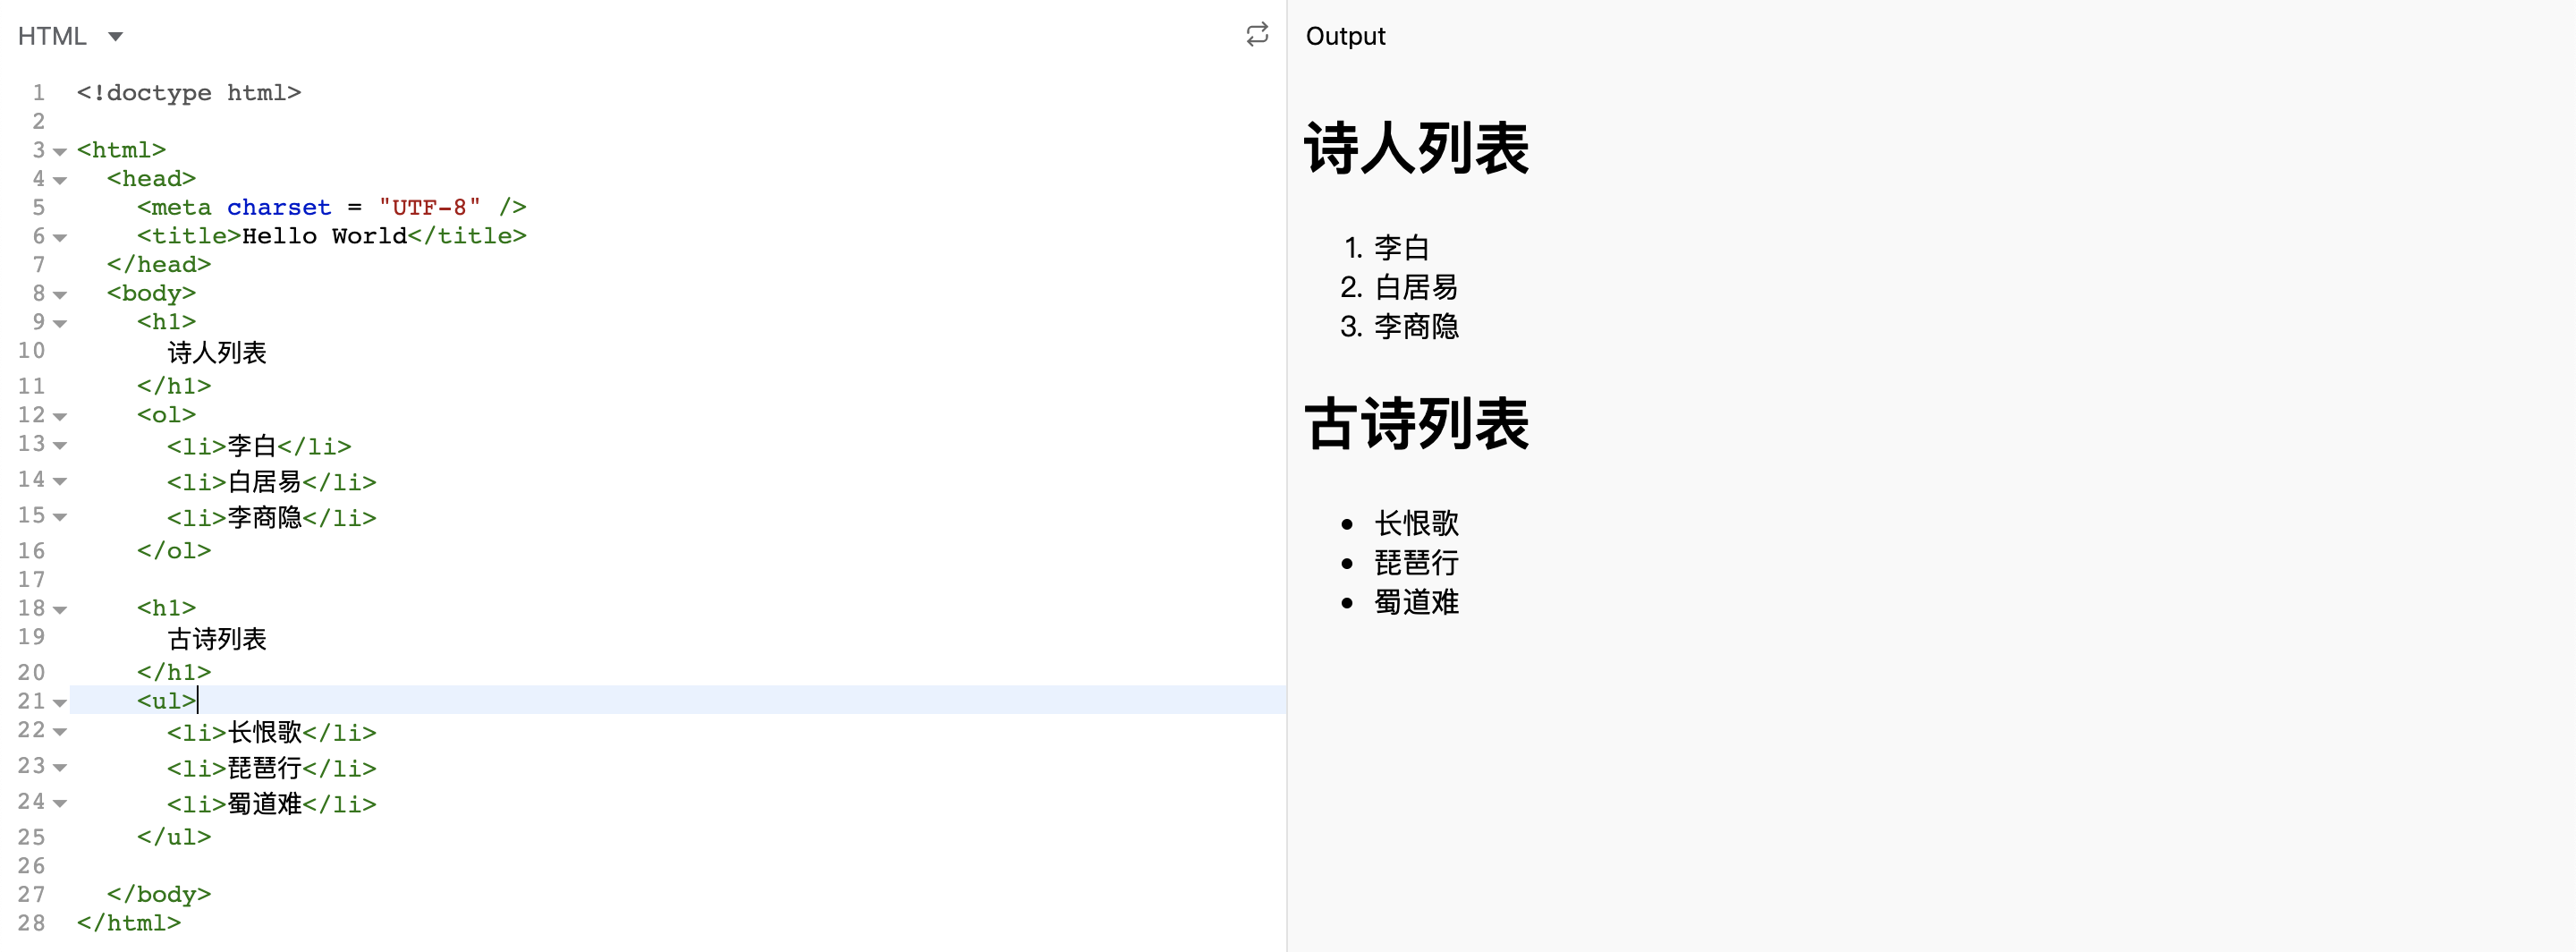 HTML
1 <!doctype html>
2
3 <html>
4 <head>
5 <meta charset = "UTF-8" />
6 <title>Hello World</title>
7 </head>
8 <body>
9 <h1>
10 诗人列表
11 </h1>
12 <ol>
13 <li>李白</li>
14 <li>白居易</li>
15 <li>李商隐</li>
16 </ol>
17
18 <h1>
19 古诗列表
20 </h1>
21 <ul>
22 <li>长恨歌</li>
23 <li>琵琶行</li>
24 <li>蜀道难</li>
25 </ul>
26
27 </body>
28 </html>
Output
诗人列表
1. 李白
2. 白居易
3. 李商隐
古诗列表
• 长恨歌
• 琵琶行
• 蜀道难